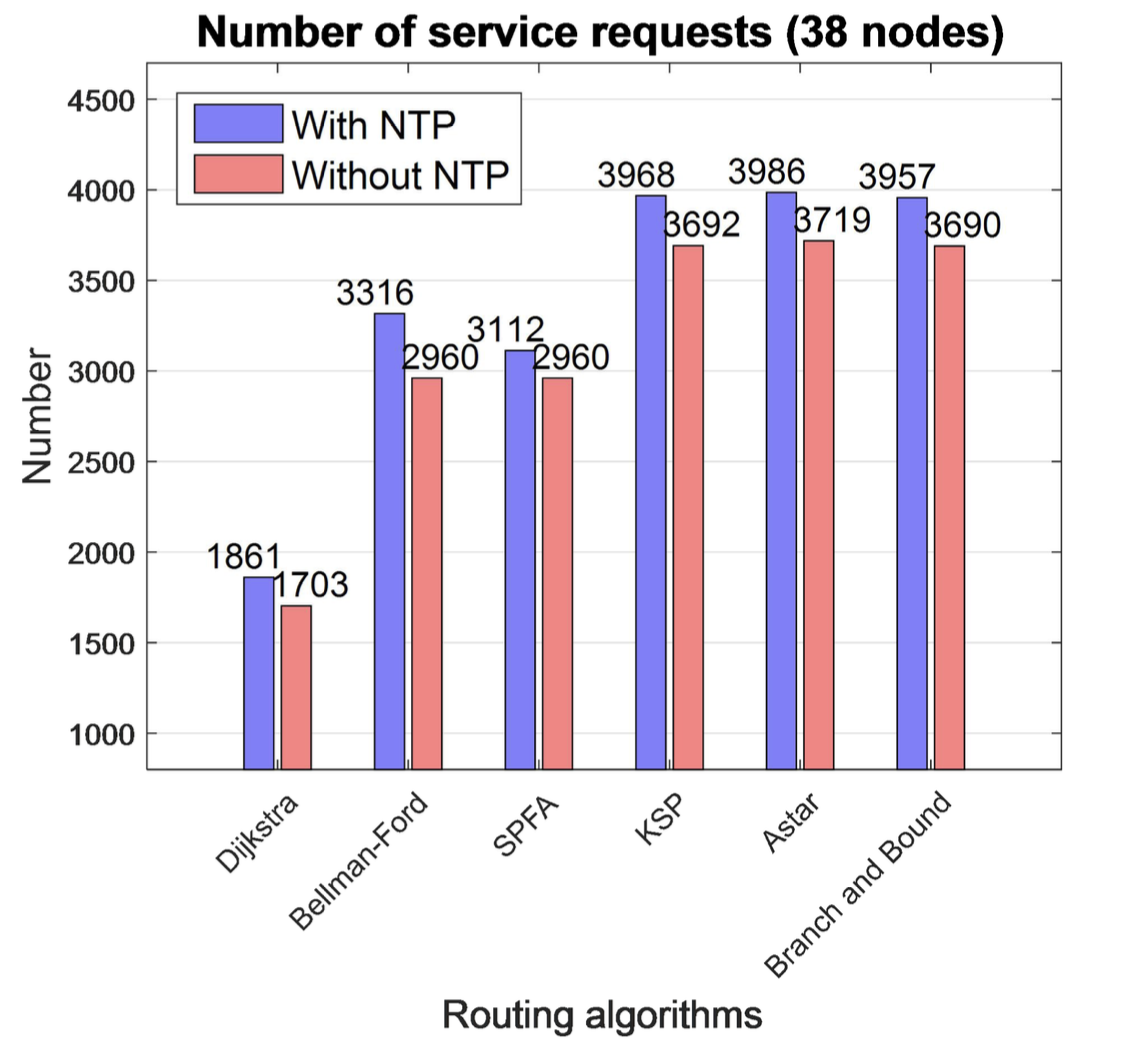 Number of service requests (38 nodes)
With NTP
Without NTP
4500
4000
3500
3000
2500
2000
1500
1000
Number
1861
1703
3316
2960
3112
2960
3968
3692
3986
3719
3957
3690
Dijkstra
Bellman-Ford
SPFA
KSP
Astar
Branch and Bound
Routing algorithms